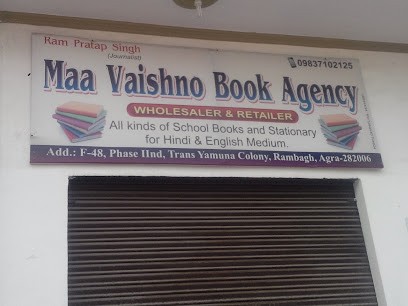 Ram Pratap Singh
(Journalist)
09837102125
Maa Vaishno Book Agency
WHOLESALER & RETAILER
All kinds of School Books and Stationary
for Hindi & English Medium.
Add.: F-48, Phase IInd, Trans Yamuna Colony, Rambagh, Agra-282006